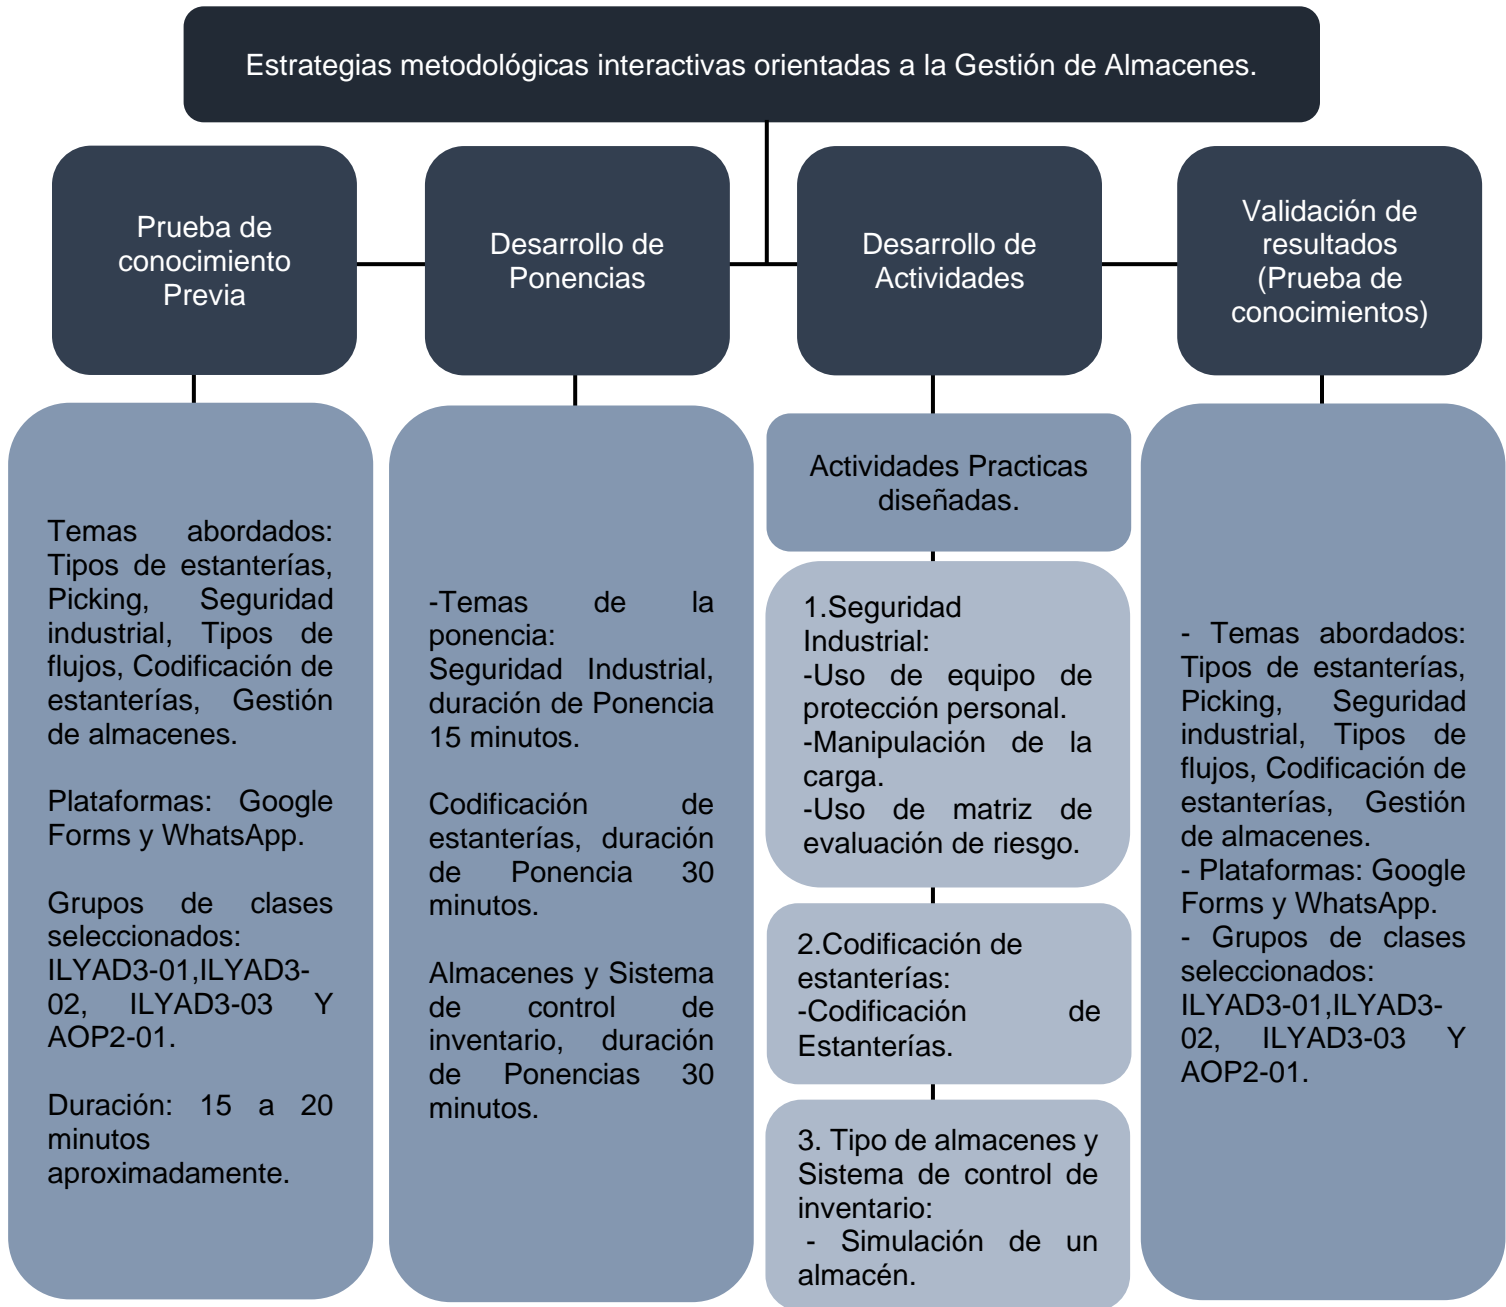 Estrategias metodológicas interactivas orientadas a la Gestión de Almacenes.
Prueba de
conocimiento
Previa
Desarrollo de
Ponencias
Desarrollo de
Actividades
Validación de
resultados
(Prueba de
conocimientos)
Temas abordados:
Tipos de estanterías,
Picking, Seguridad
industrial, Tipos de
flujos, Codificación de
estanterías, Gestión
de almacenes.
Plataformas: Google
Forms y WhatsApp.
Grupos de clases
seleccionados:
ILYAD3-01,ILYAD3-
02, ILYAD3-03 Y
AOP2-01.
Duración: 15 a 20
minutos
aproximadamente.
-Temas de la
ponencia:
Seguridad Industrial,
duración de Ponencia
15 minutos.
Codificación de
estanterías, duración
de Ponencia 30
minutos.
Almacenes y Sistema
de control de
inventario, duración
de Ponencias 30
minutos.
Actividades Practicas
diseñadas.
1.Seguridad
Industrial:
-Uso de equipo de
protección personal.
-Manipulación de la
carga.
-Uso de matriz de
evaluación de riesgo.
2.Codificación de
estanterías:
-Codificación de
Estanterías.
3. Tipo de almacenes y
Sistema de control de
inventario:
- Simulación de un
almacén.
- Temas abordados:
Tipos de estanterías,
Picking, Seguridad
industrial, Tipos de
flujos, Codificación de
estanterías, Gestión
de almacenes.
- Plataformas: Google
Forms y WhatsApp.
- Grupos de clases
seleccionados:
ILYAD3-01,ILYAD3-
02, ILYAD3-03 Y
AOP2-01.